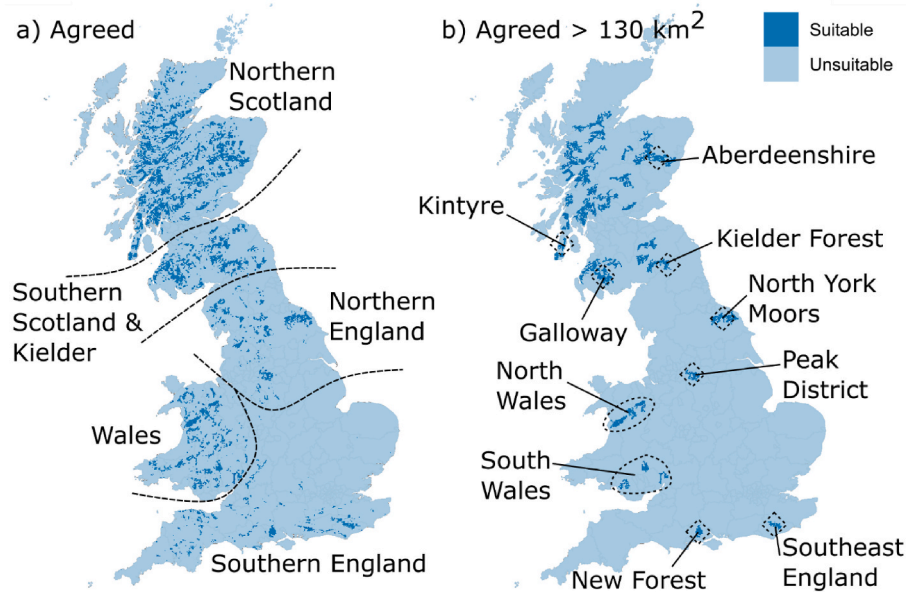 a) Agreed
b) Agreed > 130 km²
Suitable
Unsuitable
Northern
Scotland
Southern
Scotland &
Kielder
Northern
England
Wales
Southern England
Aberdeenshire
Kintyre
Kielder Forest
Galloway
North York
Moors
Peak
District
North
Wales
South
Wales
New Forest
Southeast
England